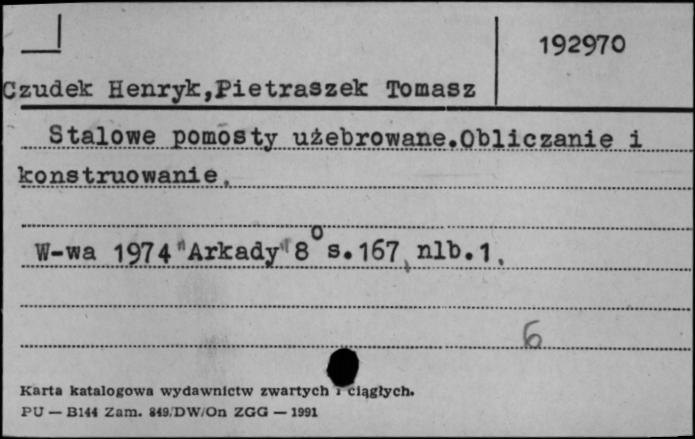 192970
Czudek Henryk,Pietraszek Tomasz
Stalowe pomosty użebrowane.Obliczanie i
konstruowanie.
W-wa 1974 "Arkady" 8° s.167, nlb.1.
6
Karta katalogowa wydawnictw zwartych i ciągłych.
PU — B144 Zam. 849/DW/On ZGG — 1991